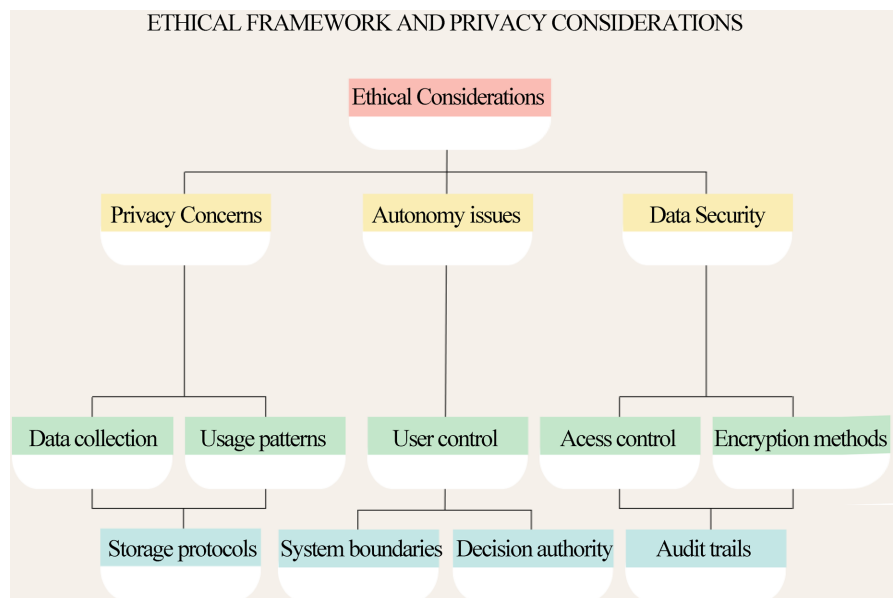 ETHICAL FRAMEWORK AND PRIVACY CONSIDERATIONS
Ethical Considerations
Privacy Concerns
Autonomy issues
Data Security
Data collection
Usage patterns
User control
Acess control
Encryption methods
Storage protocols
System boundaries
Decision authority
Audit trails